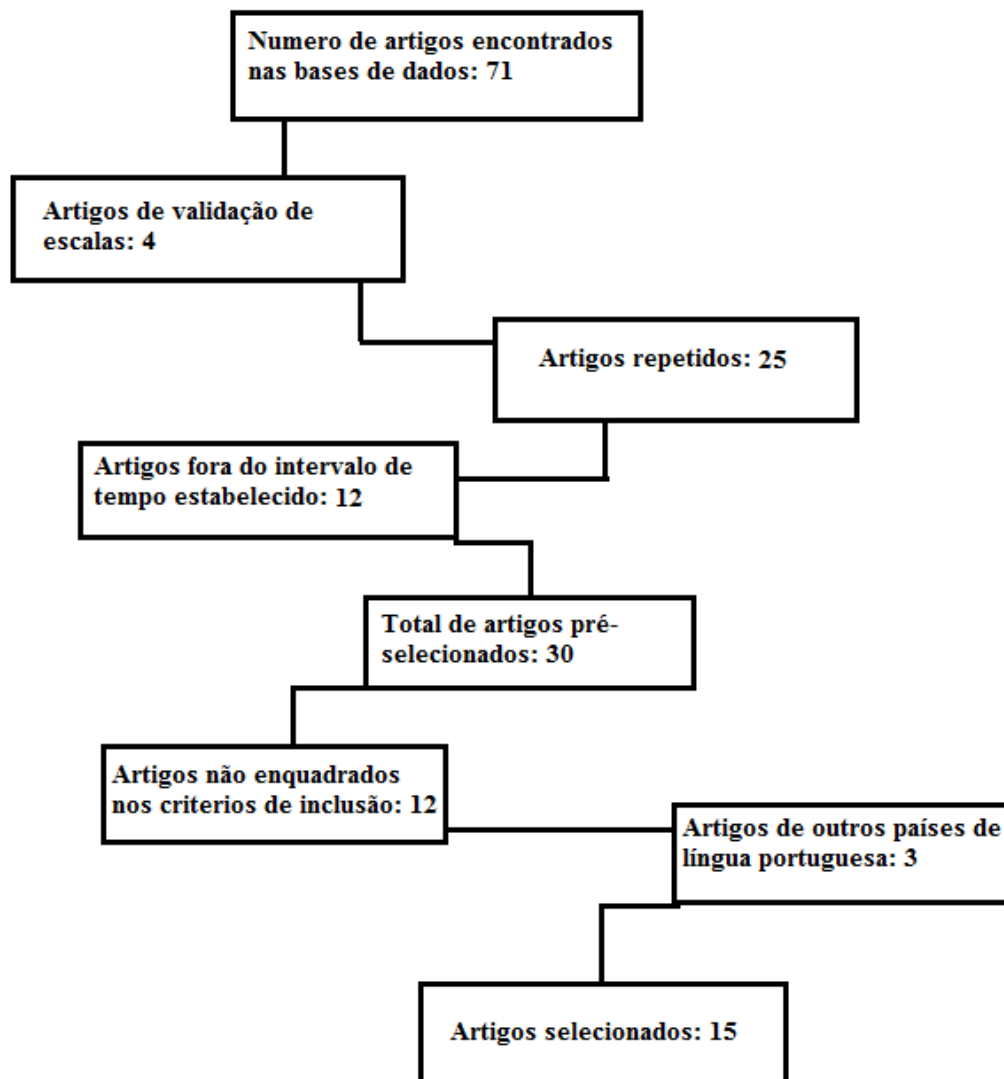 Numero de artigos encontrados
nas bases de dados: 71
Artigos de validação de
escalas: 4
Artigos repetidos: 25
Artigos fora do intervalo de
tempo estabelecido: 12
Total de artigos pré-
selecionados: 30
Artigos não enquadrados
nos criterios de inclusão: 12
Artigos de outros países de
língua portuguesa: 3
Artigos selecionados: 15